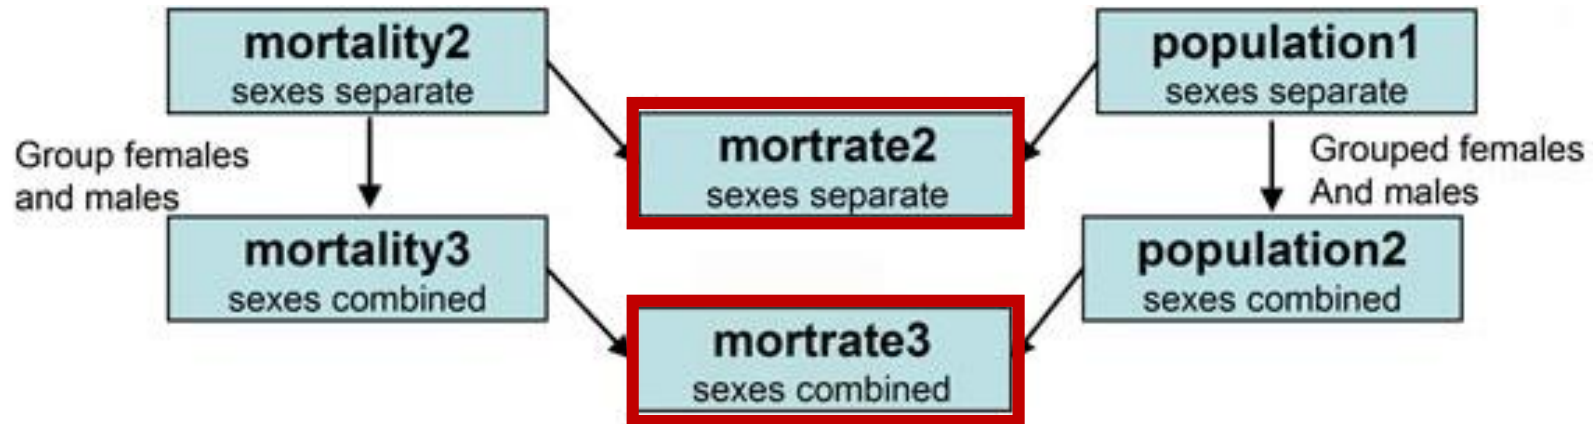 mortality2
sexes separate
population1
sexes separate
mortrate2
sexes separate
Group females
and males
Grouped females
And males
mortality3
sexes combined
population2
sexes combined
mortrate3
sexes combined